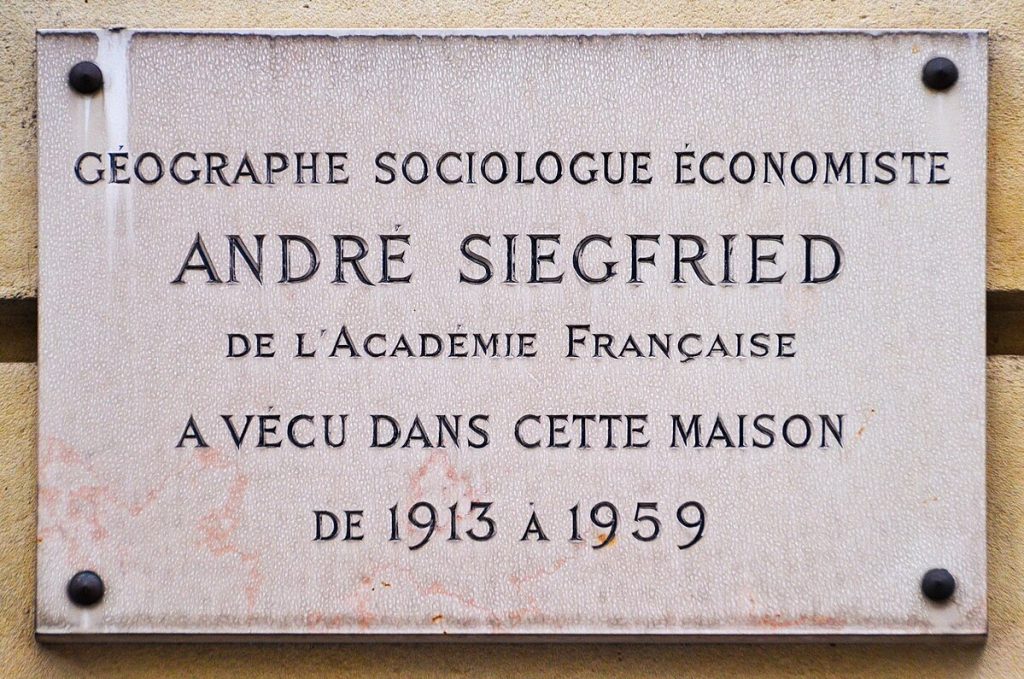 GÉOGRAPHE SOCIOLOGUE ÉCONOMISTE
ANDRÉ SIEGFRIED
DE L'ACADÉMIE FRANÇAISE
A VÉCU DANS CETTE MAISON
DE 1913 À 1959